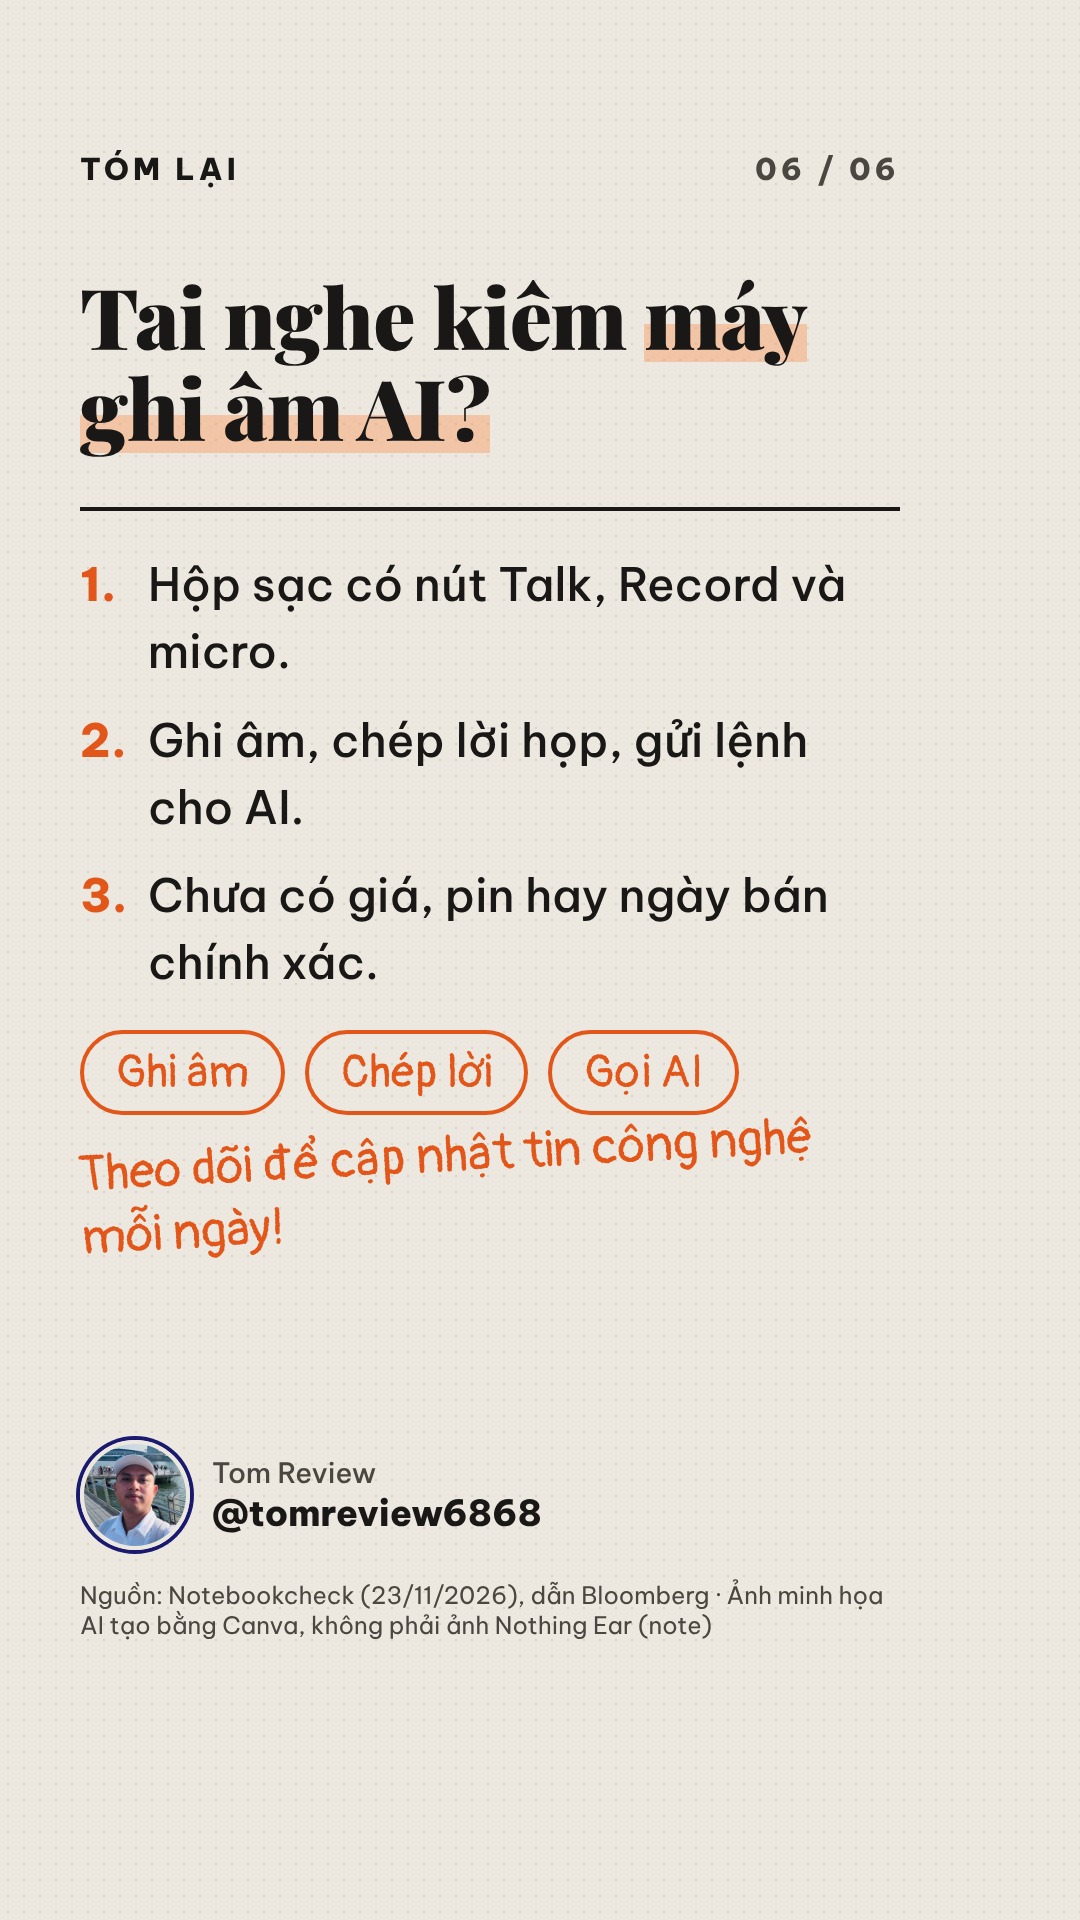 TÓM LẠI
06 / 06
Tai nghe kiêm máy
ghi âm AI?
1. Hộp sạc có nút Talk, Record và
micro.
2. Ghi âm, chép lời họp, gửi lệnh
cho AI.
3. Chưa có giá, pin hay ngày bán
chính xác.
Ghi âm
Chép lời
Gọi AI
Theo dõi để cập nhật tin công nghệ
mỗi ngày!
Tom Review
@tomreview6868
Nguồn: Notebookcheck (23/11/2026), dẫn Bloomberg · Ảnh minh họa
AI tạo bằng Canva, không phải ảnh Nothing Ear (note)